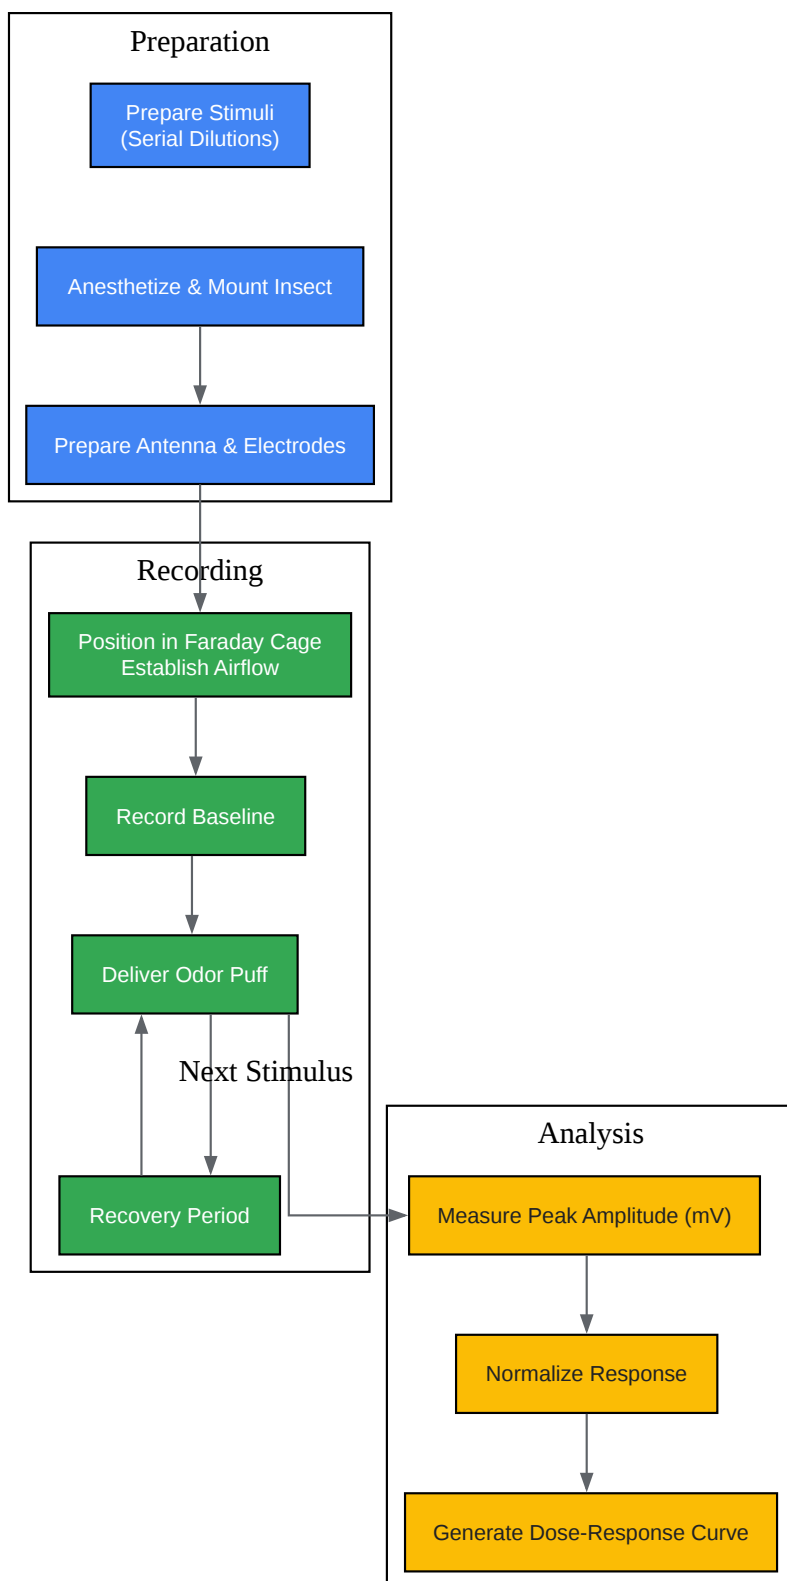 Preparation
Prepare Stimuli
(Serial Dilutions)
Anesthetize & Mount Insect
Prepare Antenna & Electrodes
Recording
Position in Faraday Cage
Establish Airflow
Record Baseline
Deliver Odor Puff
Next Stimulus
Recovery Period
Analysis
Measure Peak Amplitude (mV)
Normalize Response
Generate Dose-Response Curve